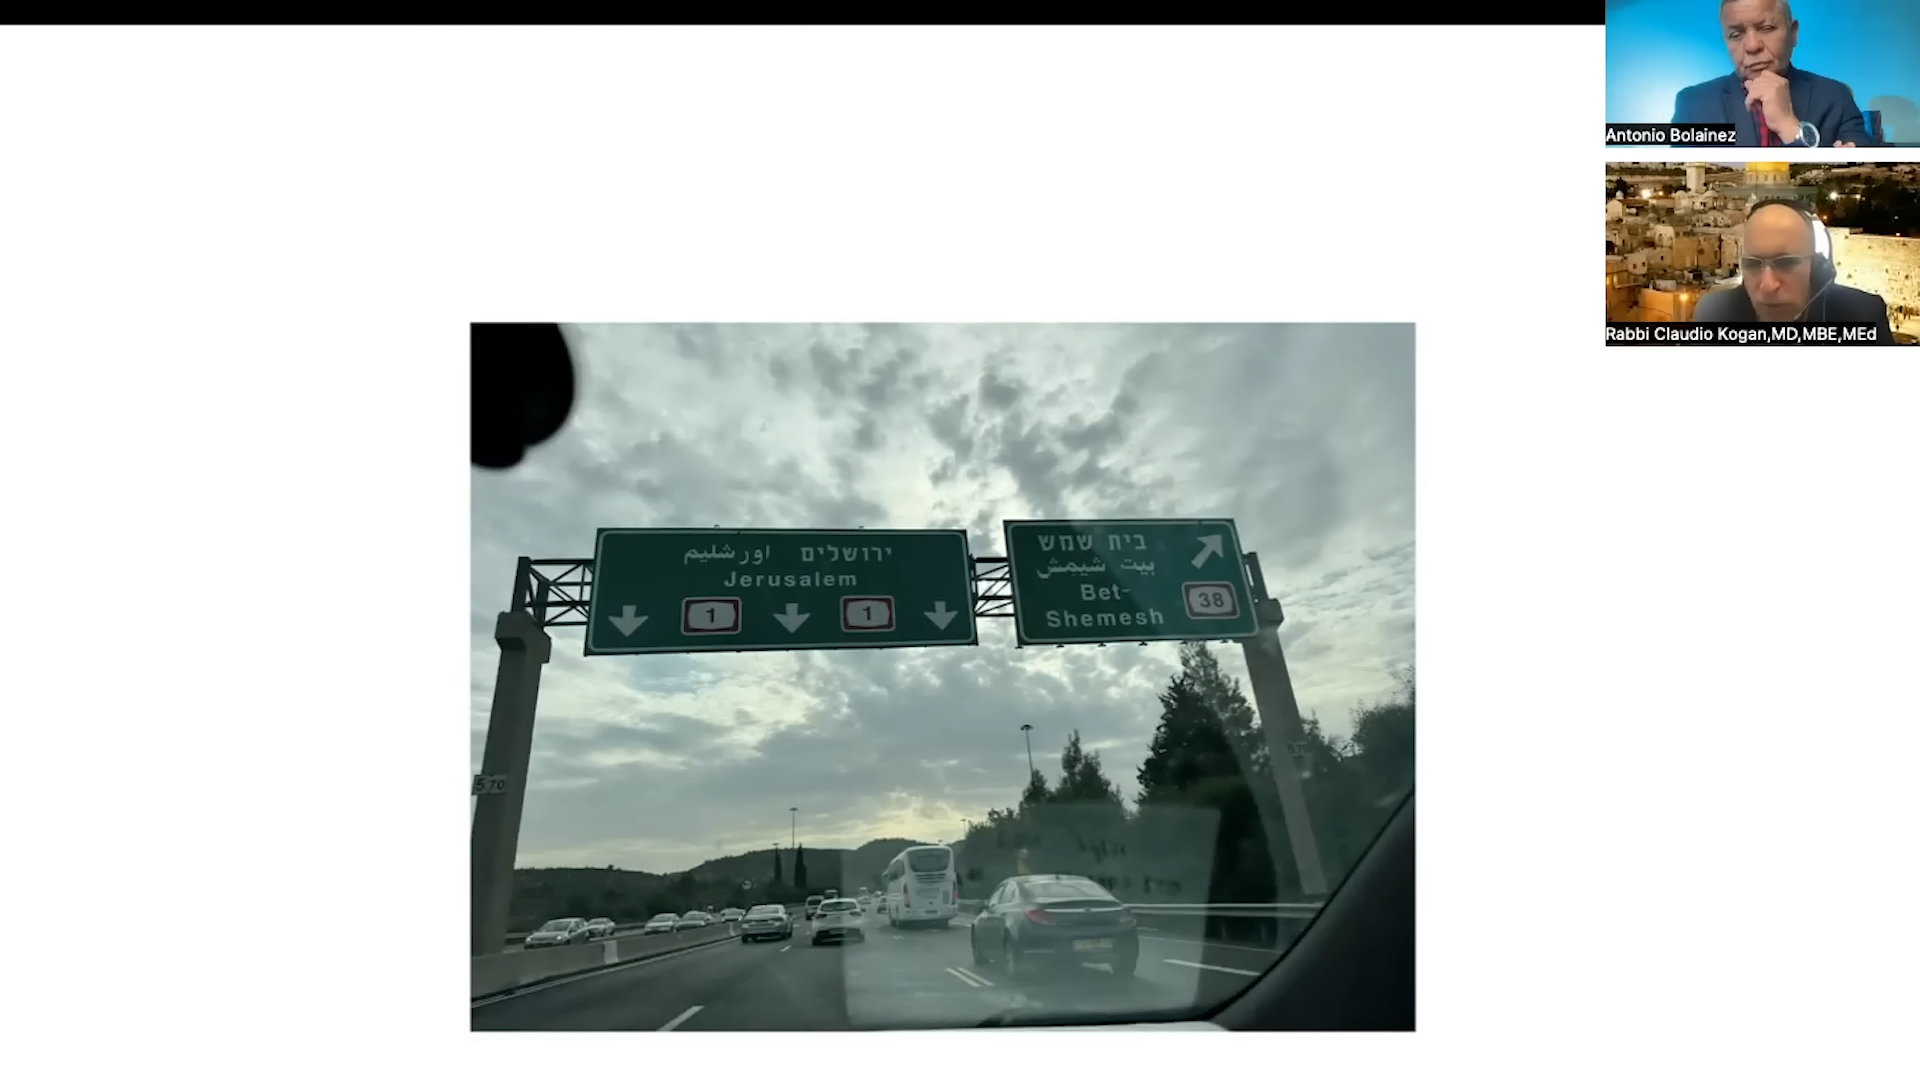 Antonio Bolainez
Rabbi Claudio Kogan,MD,MBE,MEd
ירושלים اورشليم
Jerusalem
1 1
בית שמש
بيت شيمش
Bet-
Shemesh
38
570